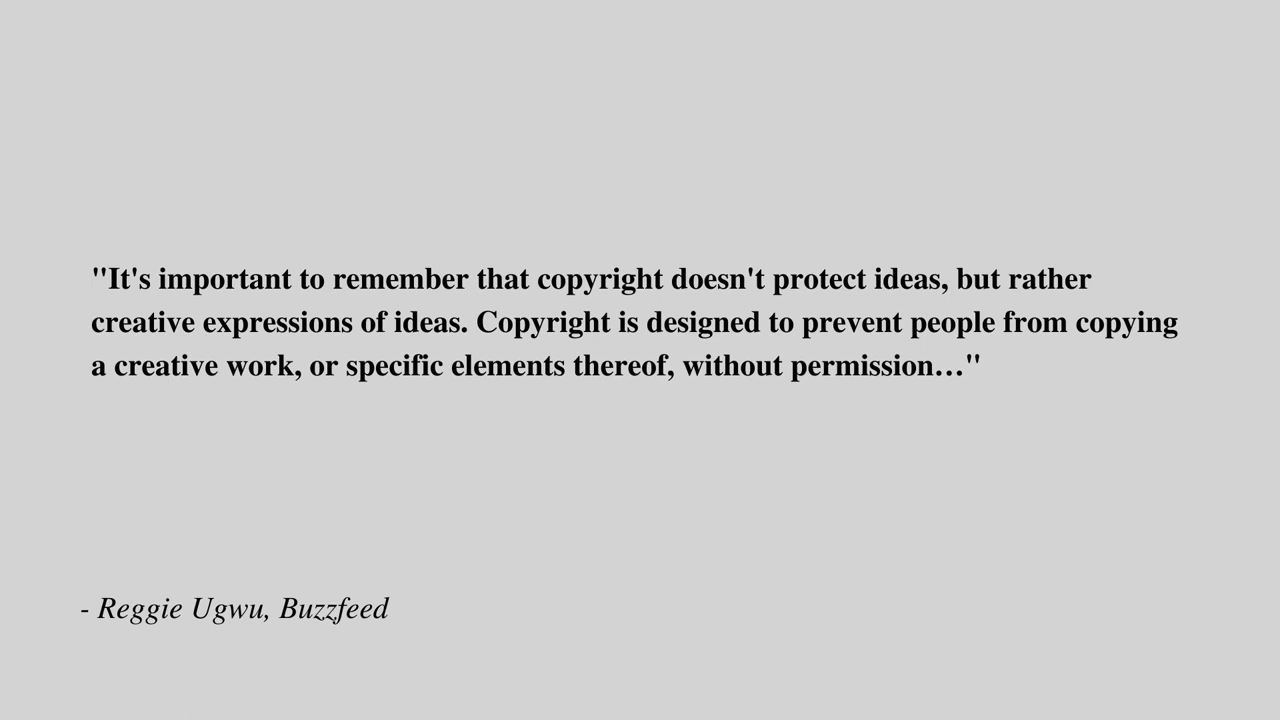 "It's important to remember that copyright doesn't protect ideas, but rather
creative expressions of ideas. Copyright is designed to prevent people from copying
a creative work, or specific elements thereof, without permission…"
- Reggie Ugwu, Buzzfeed